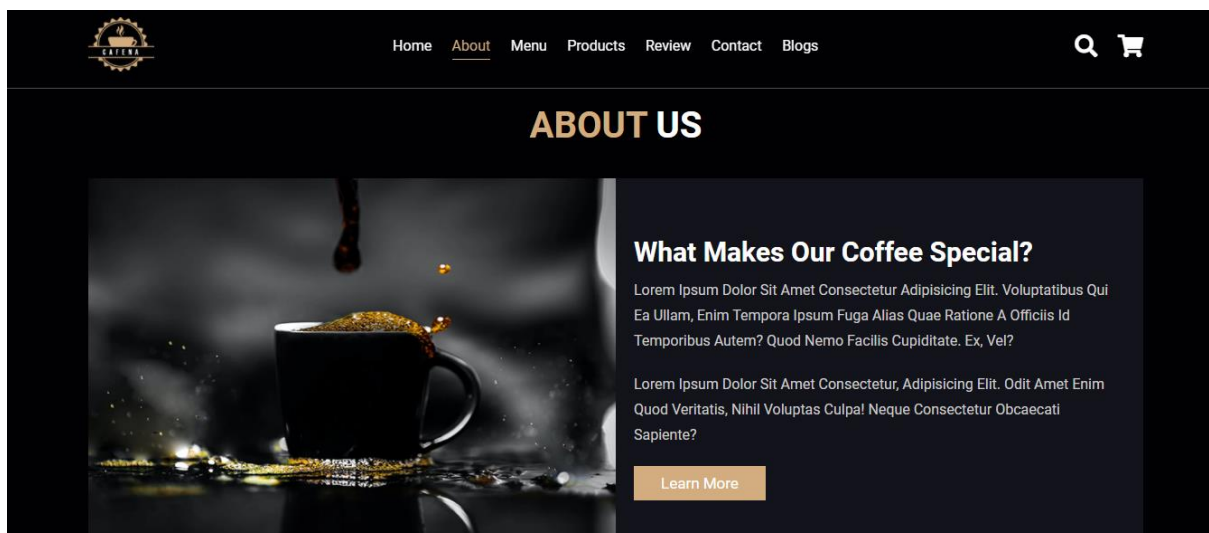 CAFENA
Home About Menu Products Review Contact Blogs
ABOUT US
What Makes Our Coffee Special?
Lorem Ipsum Dolor Sit Amet Consectetur Adipisicing Elit. Voluptatibus Qui
Ea Ullam, Enim Tempora Ipsum Fuga Alias Quae Ratione A Officiis Id
Temporibus Autem? Quod Nemo Facilis Cupiditate. Ex, Vel?
Lorem Ipsum Dolor Sit Amet Consectetur, Adipisicing Elit. Odit Amet Enim
Quod Veritatis, Nihil Voluptas Culpa! Neque Consectetur Obcaecati
Sapiente?
Learn More